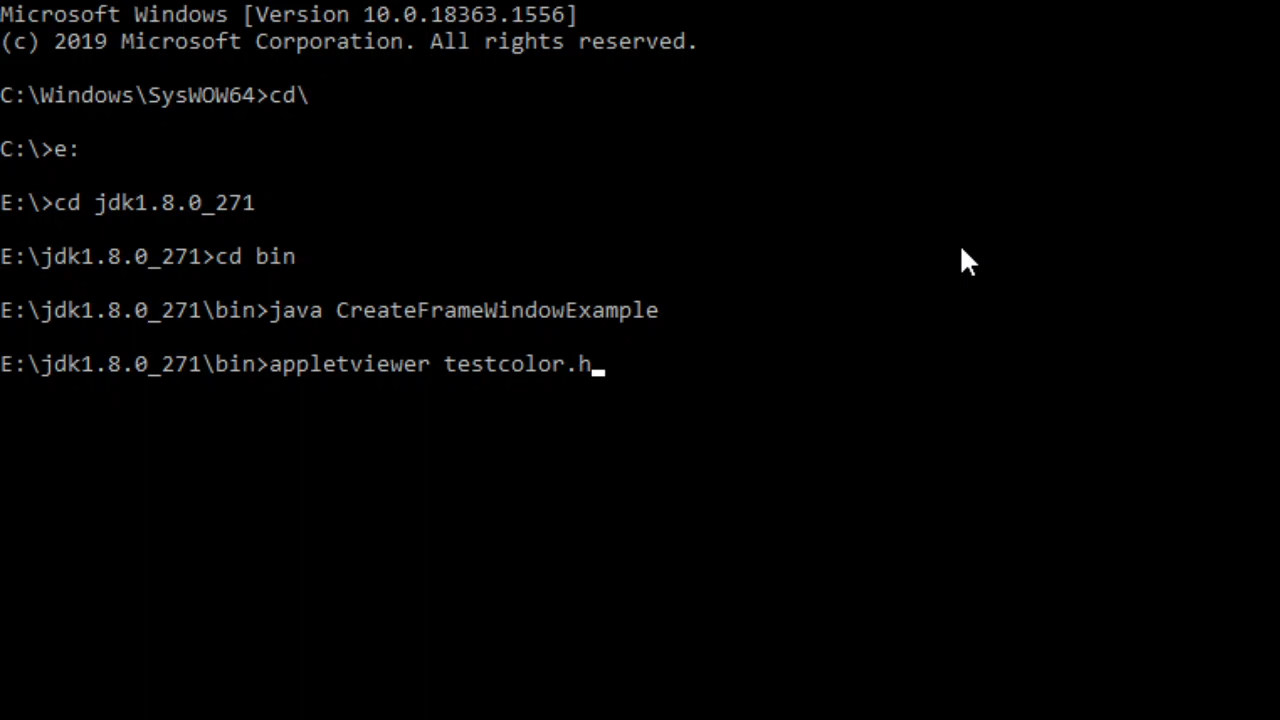 Microsoft Windows [Version 10.0.18363.1556]
(c) 2019 Microsoft Corporation. All rights reserved.
C:\Windows\SysWOW64>cd\
C:\>e:
E:\>cd jdk1.8.0_271
E:\jdk1.8.0_271>cd bin
E:\jdk1.8.0_271\bin>java CreateFrameWindowExample
E:\jdk1.8.0_271\bin>appletviewer testcolor.h